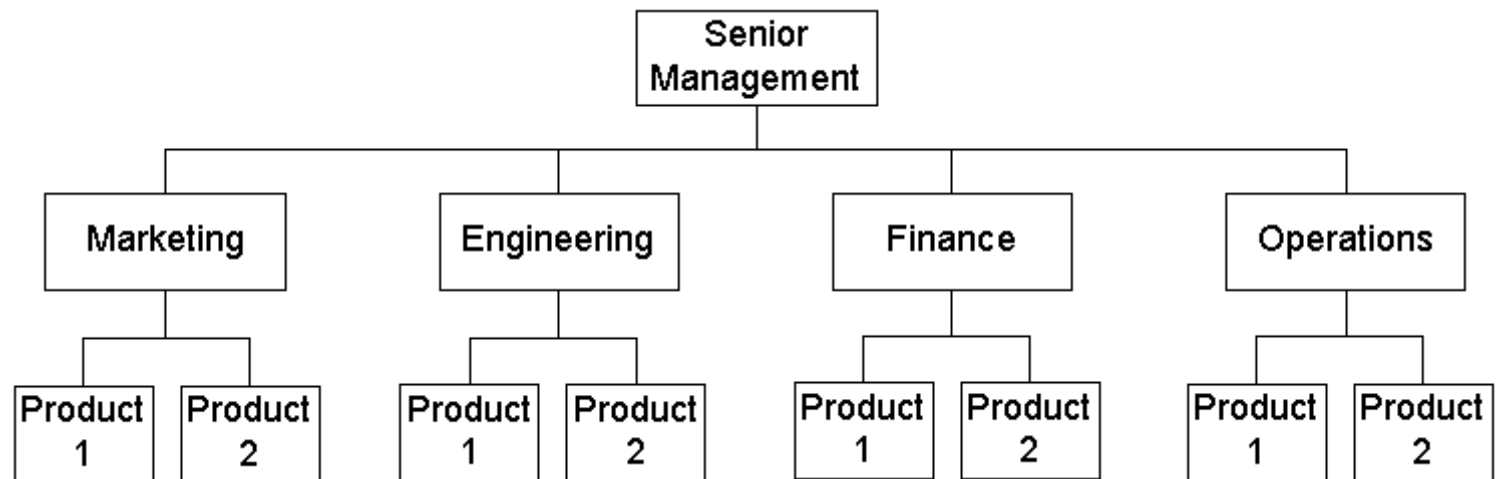 Senior
Management
Marketing
Engineering
Finance
Operations
Product
1
Product
2
Product
1
Product
2
Product
1
Product
2
Product
1
Product
2